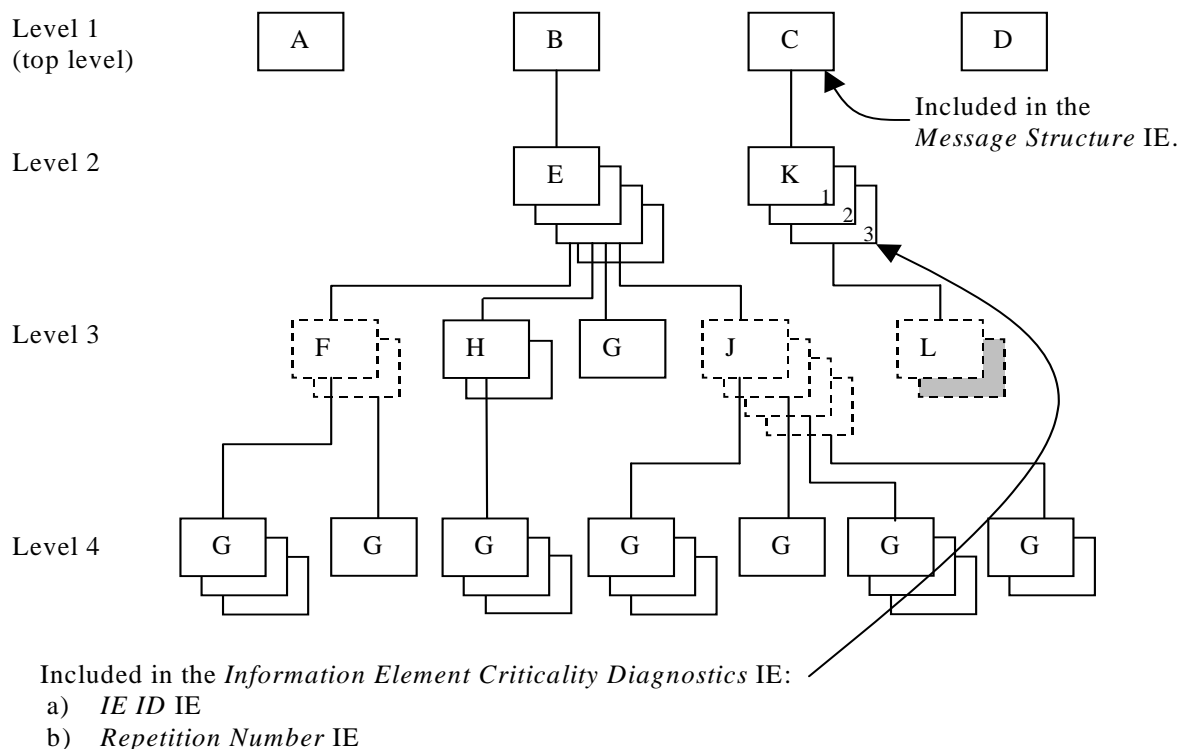 Level 1
(top level)
A
B
C
D
Included in the
Message Structure IE.
Level 2
E
K
1
2
3
Level 3
F
H
G
J
L
Level 4
G
G
G
G
G
G
G
Included in the Information Element Criticality Diagnostics IE:
a) IE ID IE
b) Repetition Number IE